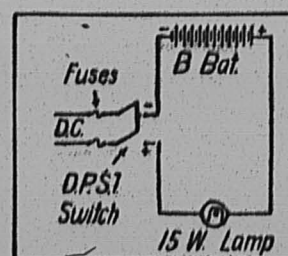 - +
B Bat.
Fuses
-
D.C.
+
D.P.S.T.
Switch
15 W. Lamp